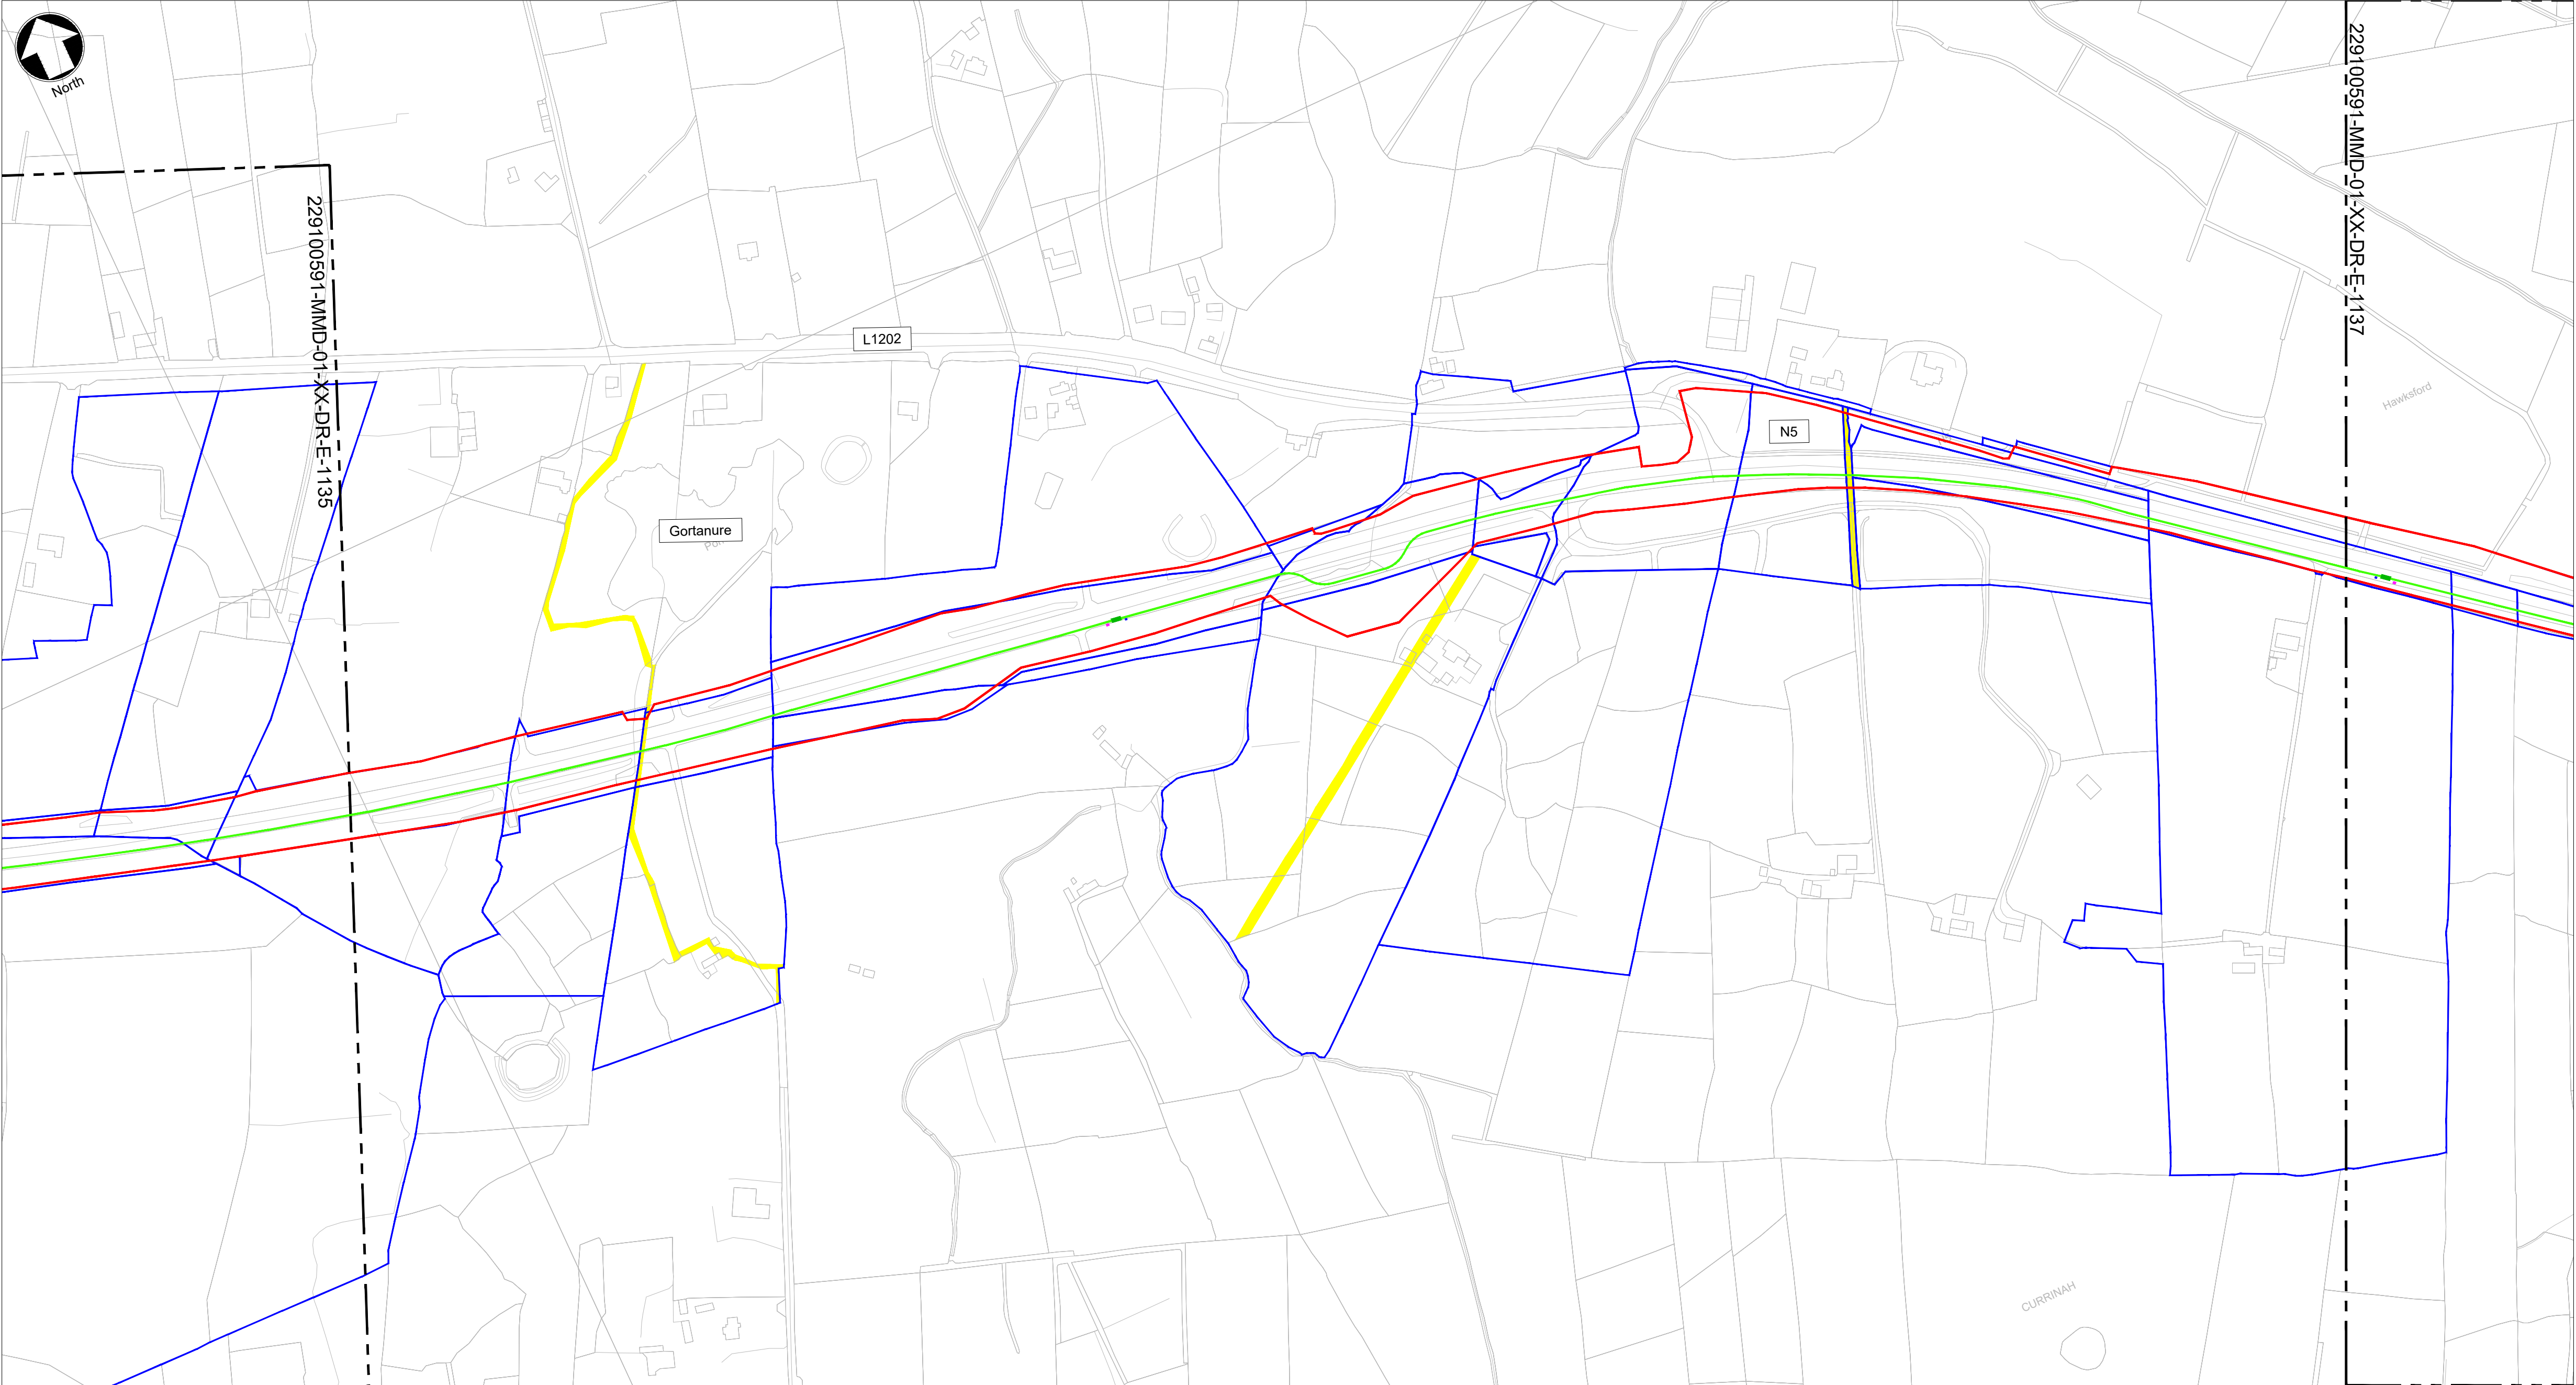 North
229100591-MMD-01-XX-DR-E-1135
229100591-MMD-01-XX-DR-E-1137
L1202
N5
Hawksford
Gortanure
CURRINAH